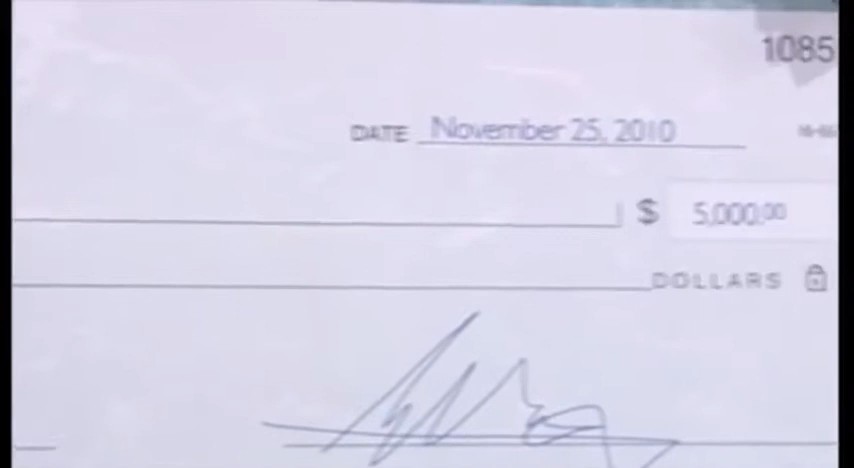 1085
DATE November 25, 2010
$ 5,000.00
DOLLARS